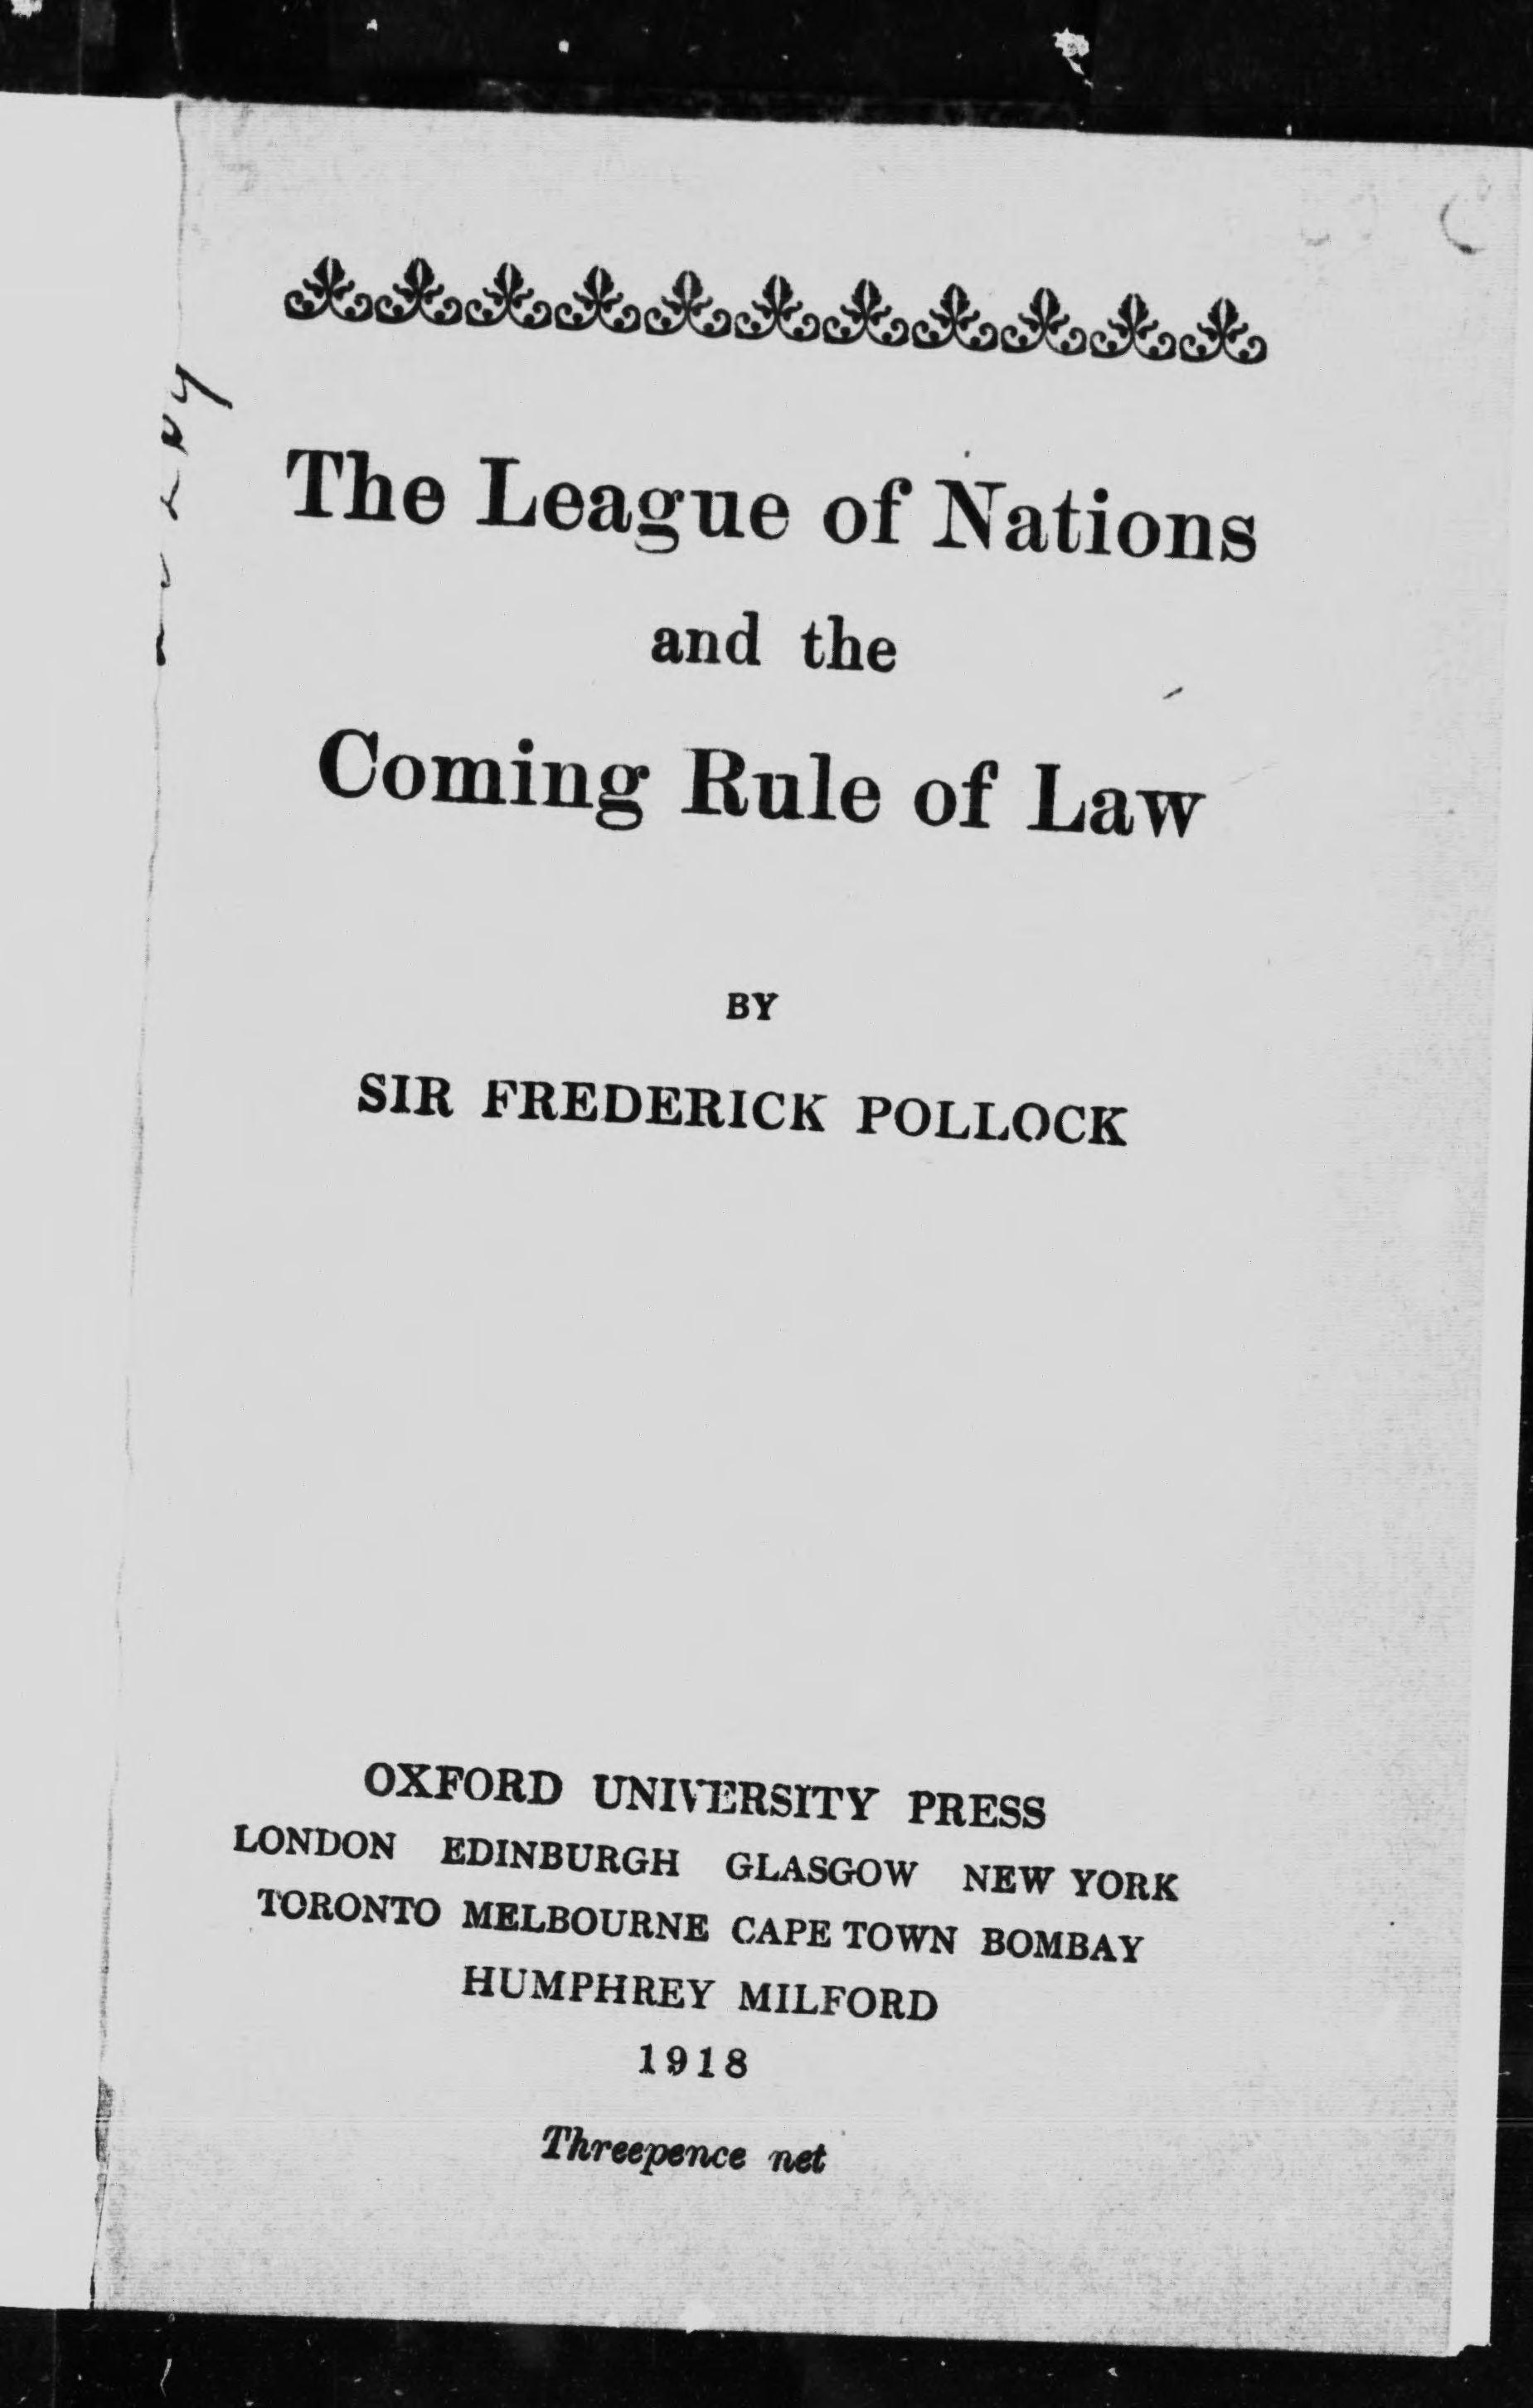 The League of Nations
and the
Coming Rule of Law
BY
SIR FREDERICK POLLOCK
OXFORD UNIVERSITY PRESS
LONDON EDINBURGH GLASGOW NEW YORK
TORONTO MELBOURNE CAPE TOWN BOMBAY
HUMPHREY MILFORD
1918
Threepence net